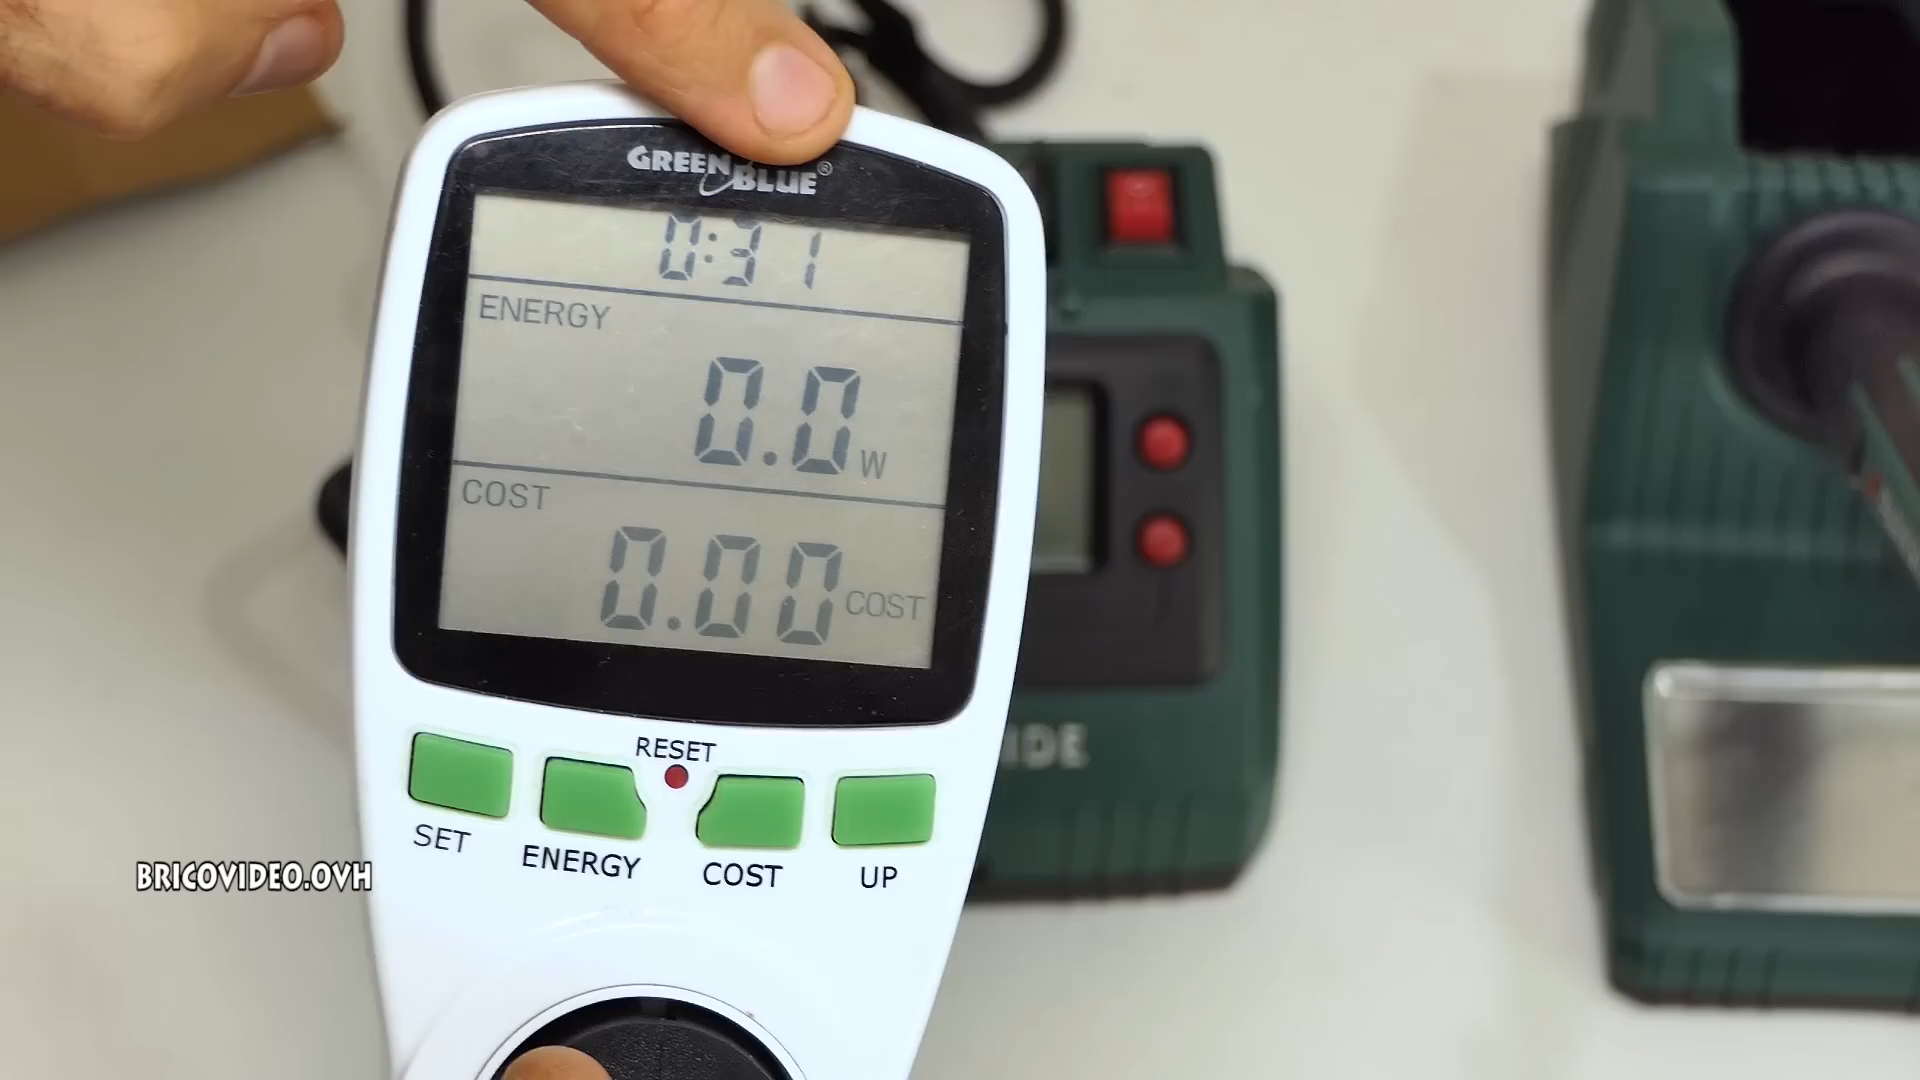 GREEN BLUE®
0:31
ENERGY
0.0 W
COST
0.00 COST
RESET
SET
ENERGY
COST
UP
IDE
BRICOVIDEO.OVH